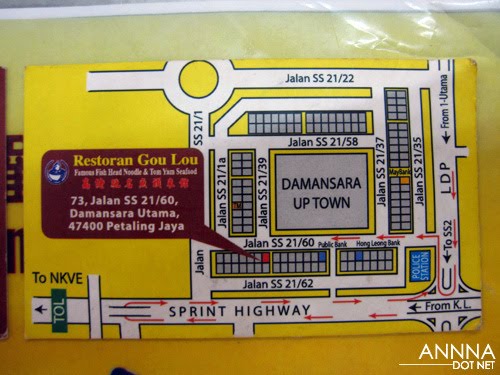 Jalan SS 21/22
SS 21/1
From 1-Utama
Jalan SS 21/58
Jalan SS 21/37
Jalan SS 21/35
Restoran Gou Lou
Famous Fish Head Noodle & Tom Yam Seafood
73, Jalan SS 21/60,
Damansara Utama,
47400 Petaling Jaya
Jalan SS 21/1a
Jalan SS 21/39
MayBank
LDP
DAMANSARA
UP TOWN
To SS2
Jalan
Jalan SS 21/60
Public Bank
Hong Leong Bank
POLICE
STATION
Jalan SS 21/62
To NKVE
TOL
SPRINT HIGHWAY
From K.L.
ANNNA
DOT NET